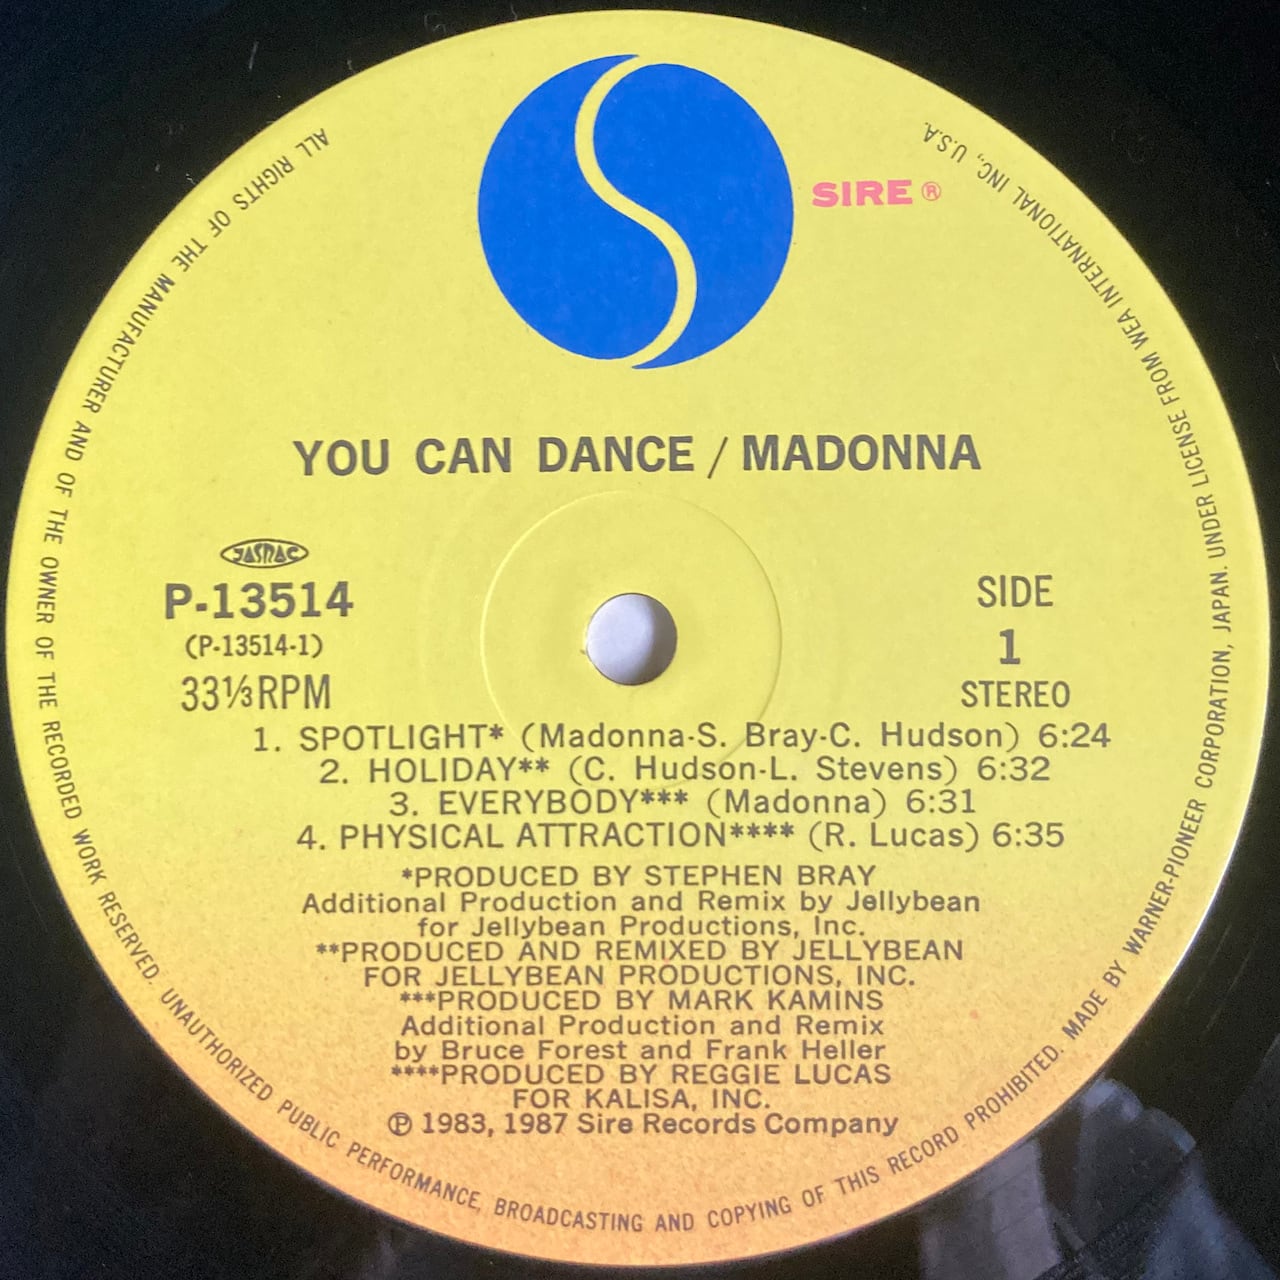 SIRE ®
YOU CAN DANCE / MADONNA
JASRAC
P-13514
(P-13514-1)
33⅓ RPM
SIDE
1
STEREO
1. SPOTLIGHT* (Madonna-S. Bray-C. Hudson) 6:24
2. HOLIDAY** (C. Hudson-L. Stevens) 6:32
3. EVERYBODY*** (Madonna) 6:31
4. PHYSICAL ATTRACTION**** (R. Lucas) 6:35
*PRODUCED BY STEPHEN BRAY
Additional Production and Remix by Jellybean
for Jellybean Productions, Inc.
**PRODUCED AND REMIXED BY JELLYBEAN
FOR JELLYBEAN PRODUCTIONS, INC.
***PRODUCED BY MARK KAMINS
Additional Production and Remix
by Bruce Forest and Frank Heller
****PRODUCED BY REGGIE LUCAS
FOR KALISA, INC.
℗ 1983, 1987 Sire Records Company
ALL RIGHTS OF THE MANUFACTURER AND OF THE OWNER OF THE RECORDED WORK RESERVED. UNAUTHORIZED PUBLIC PERFORMANCE, BROADCASTING AND COPYING OF THIS RECORD PROHIBITED. MADE BY WARNER-PIONEER CORPORATION, JAPAN. UNDER LICENSE FROM WEA INTERNATIONAL INC., U.S.A.